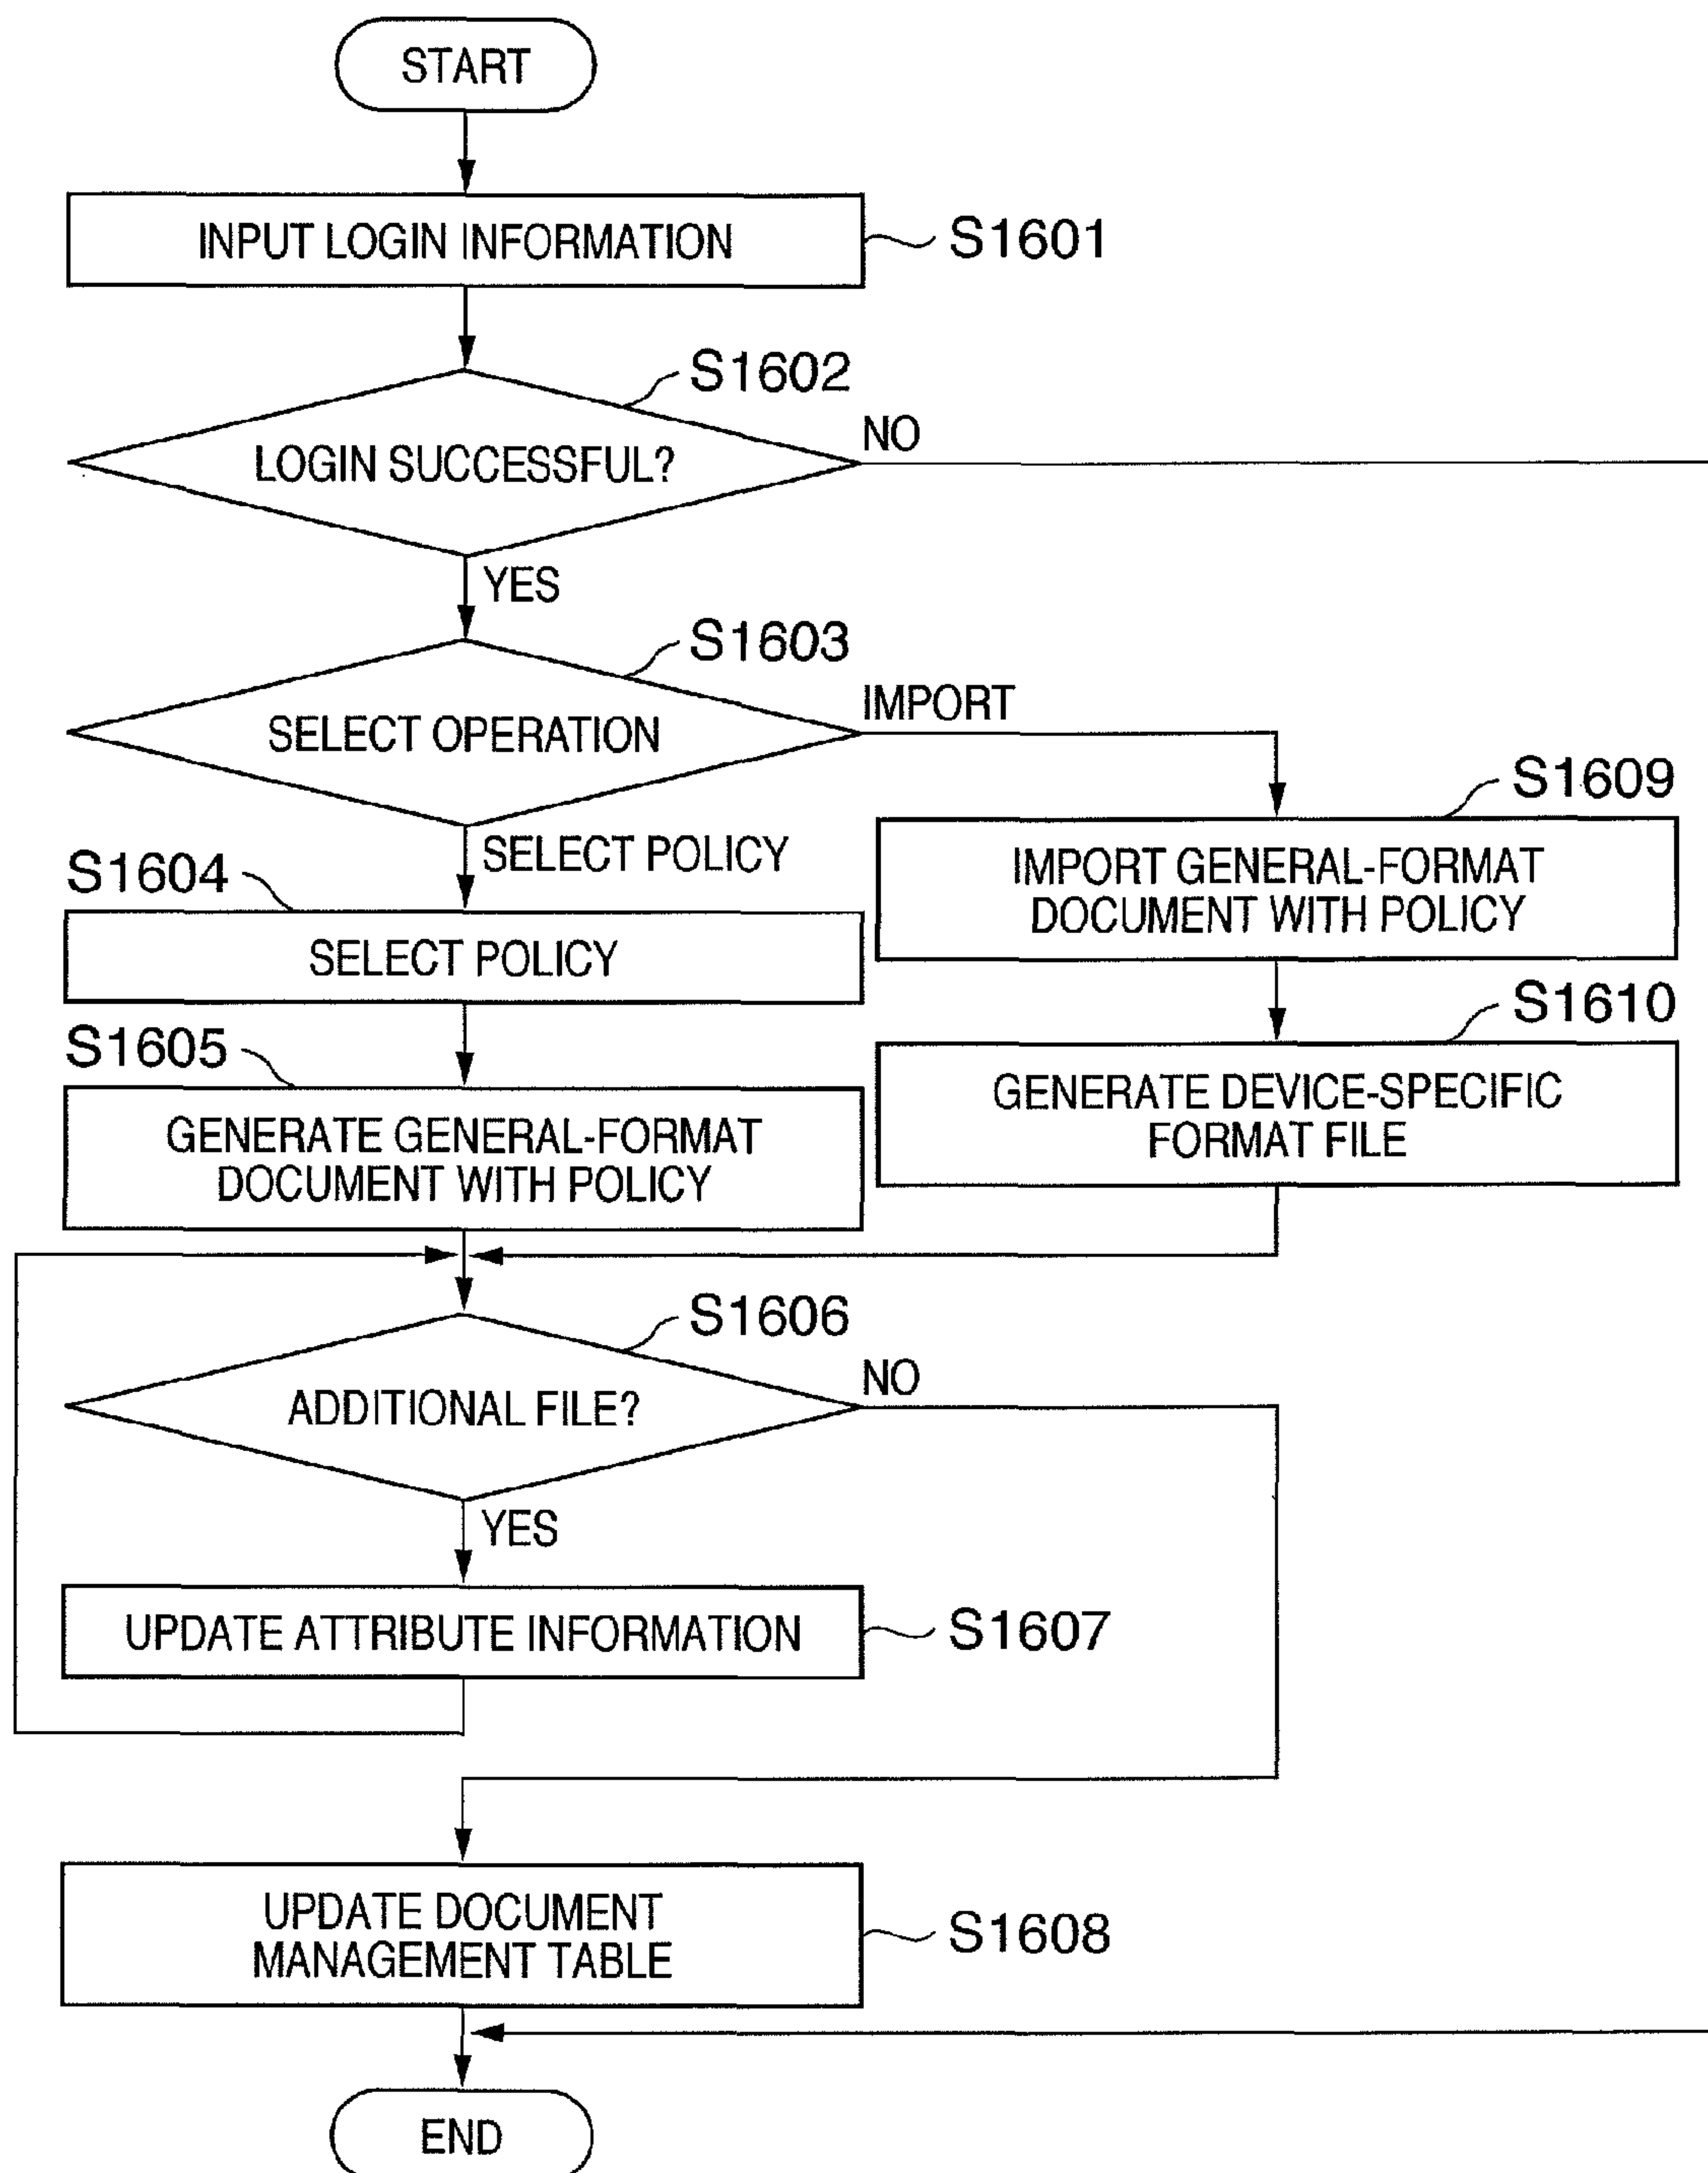 START
INPUT LOGIN INFORMATION
S1601
S1602
LOGIN SUCCESSFUL?
NO
YES
S1603
SELECT OPERATION
IMPORT
SELECT POLICY
S1609
IMPORT GENERAL-FORMAT
DOCUMENT WITH POLICY
S1604
SELECT POLICY
S1610
GENERATE DEVICE-SPECIFIC
FORMAT FILE
S1605
GENERATE GENERAL-FORMAT
DOCUMENT WITH POLICY
S1606
ADDITIONAL FILE?
NO
YES
UPDATE ATTRIBUTE INFORMATION
S1607
UPDATE DOCUMENT
MANAGEMENT TABLE
S1608
END